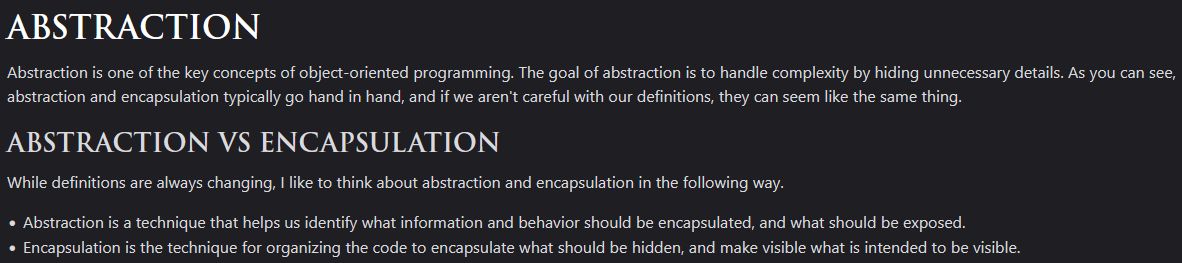 ABSTRACTION
Abstraction is one of the key concepts of object-oriented programming. The goal of abstraction is to handle complexity by hiding unnecessary details. As you can see,
abstraction and encapsulation typically go hand in hand, and if we aren't careful with our definitions, they can seem like the same thing.
ABSTRACTION VS ENCAPSULATION
While definitions are always changing, I like to think about abstraction and encapsulation in the following way.
• Abstraction is a technique that helps us identify what information and behavior should be encapsulated, and what should be exposed.
• Encapsulation is the technique for organizing the code to encapsulate what should be hidden, and make visible what is intended to be visible.